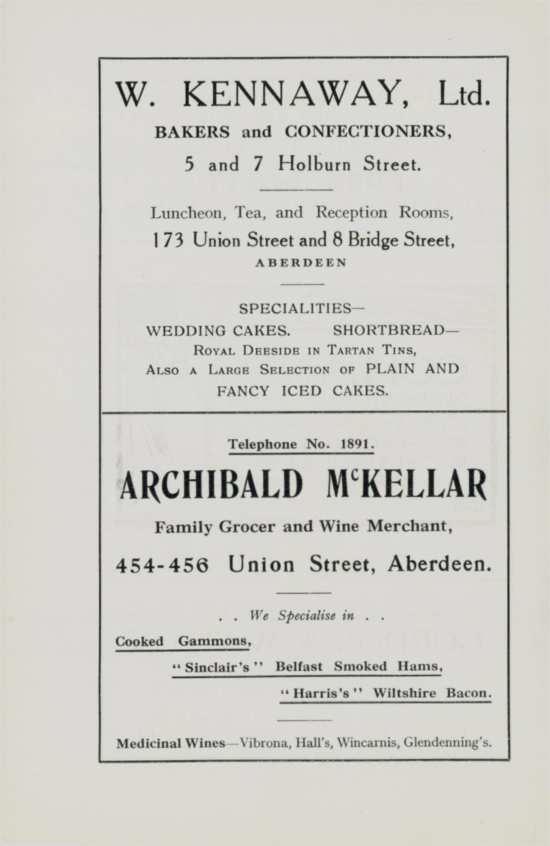 W. KENNAWAY, Ltd.
BAKERS and CONFECTIONERS,
5 and 7 Holburn Street.
Luncheon, Tea, and Reception Rooms,
173 Union Street and 8 Bridge Street,
ABERDEEN
SPECIALITIES—
WEDDING CAKES. SHORTBREAD—
ROYAL DEESIDE IN TARTAN TINS,
ALSO A LARGE SELECTION OF PLAIN AND
FANCY ICED CAKES.
Telephone No. 1891.
ARCHIBALD McKELLAR
Family Grocer and Wine Merchant,
454-456 Union Street, Aberdeen.
. . We Specialise in . .
Cooked Gammons,
“Sinclair's” Belfast Smoked Hams,
“Harris's” Wiltshire Bacon.
Medicinal Wines—Vibrona, Hall's, Wincarnis, Glendenning's.